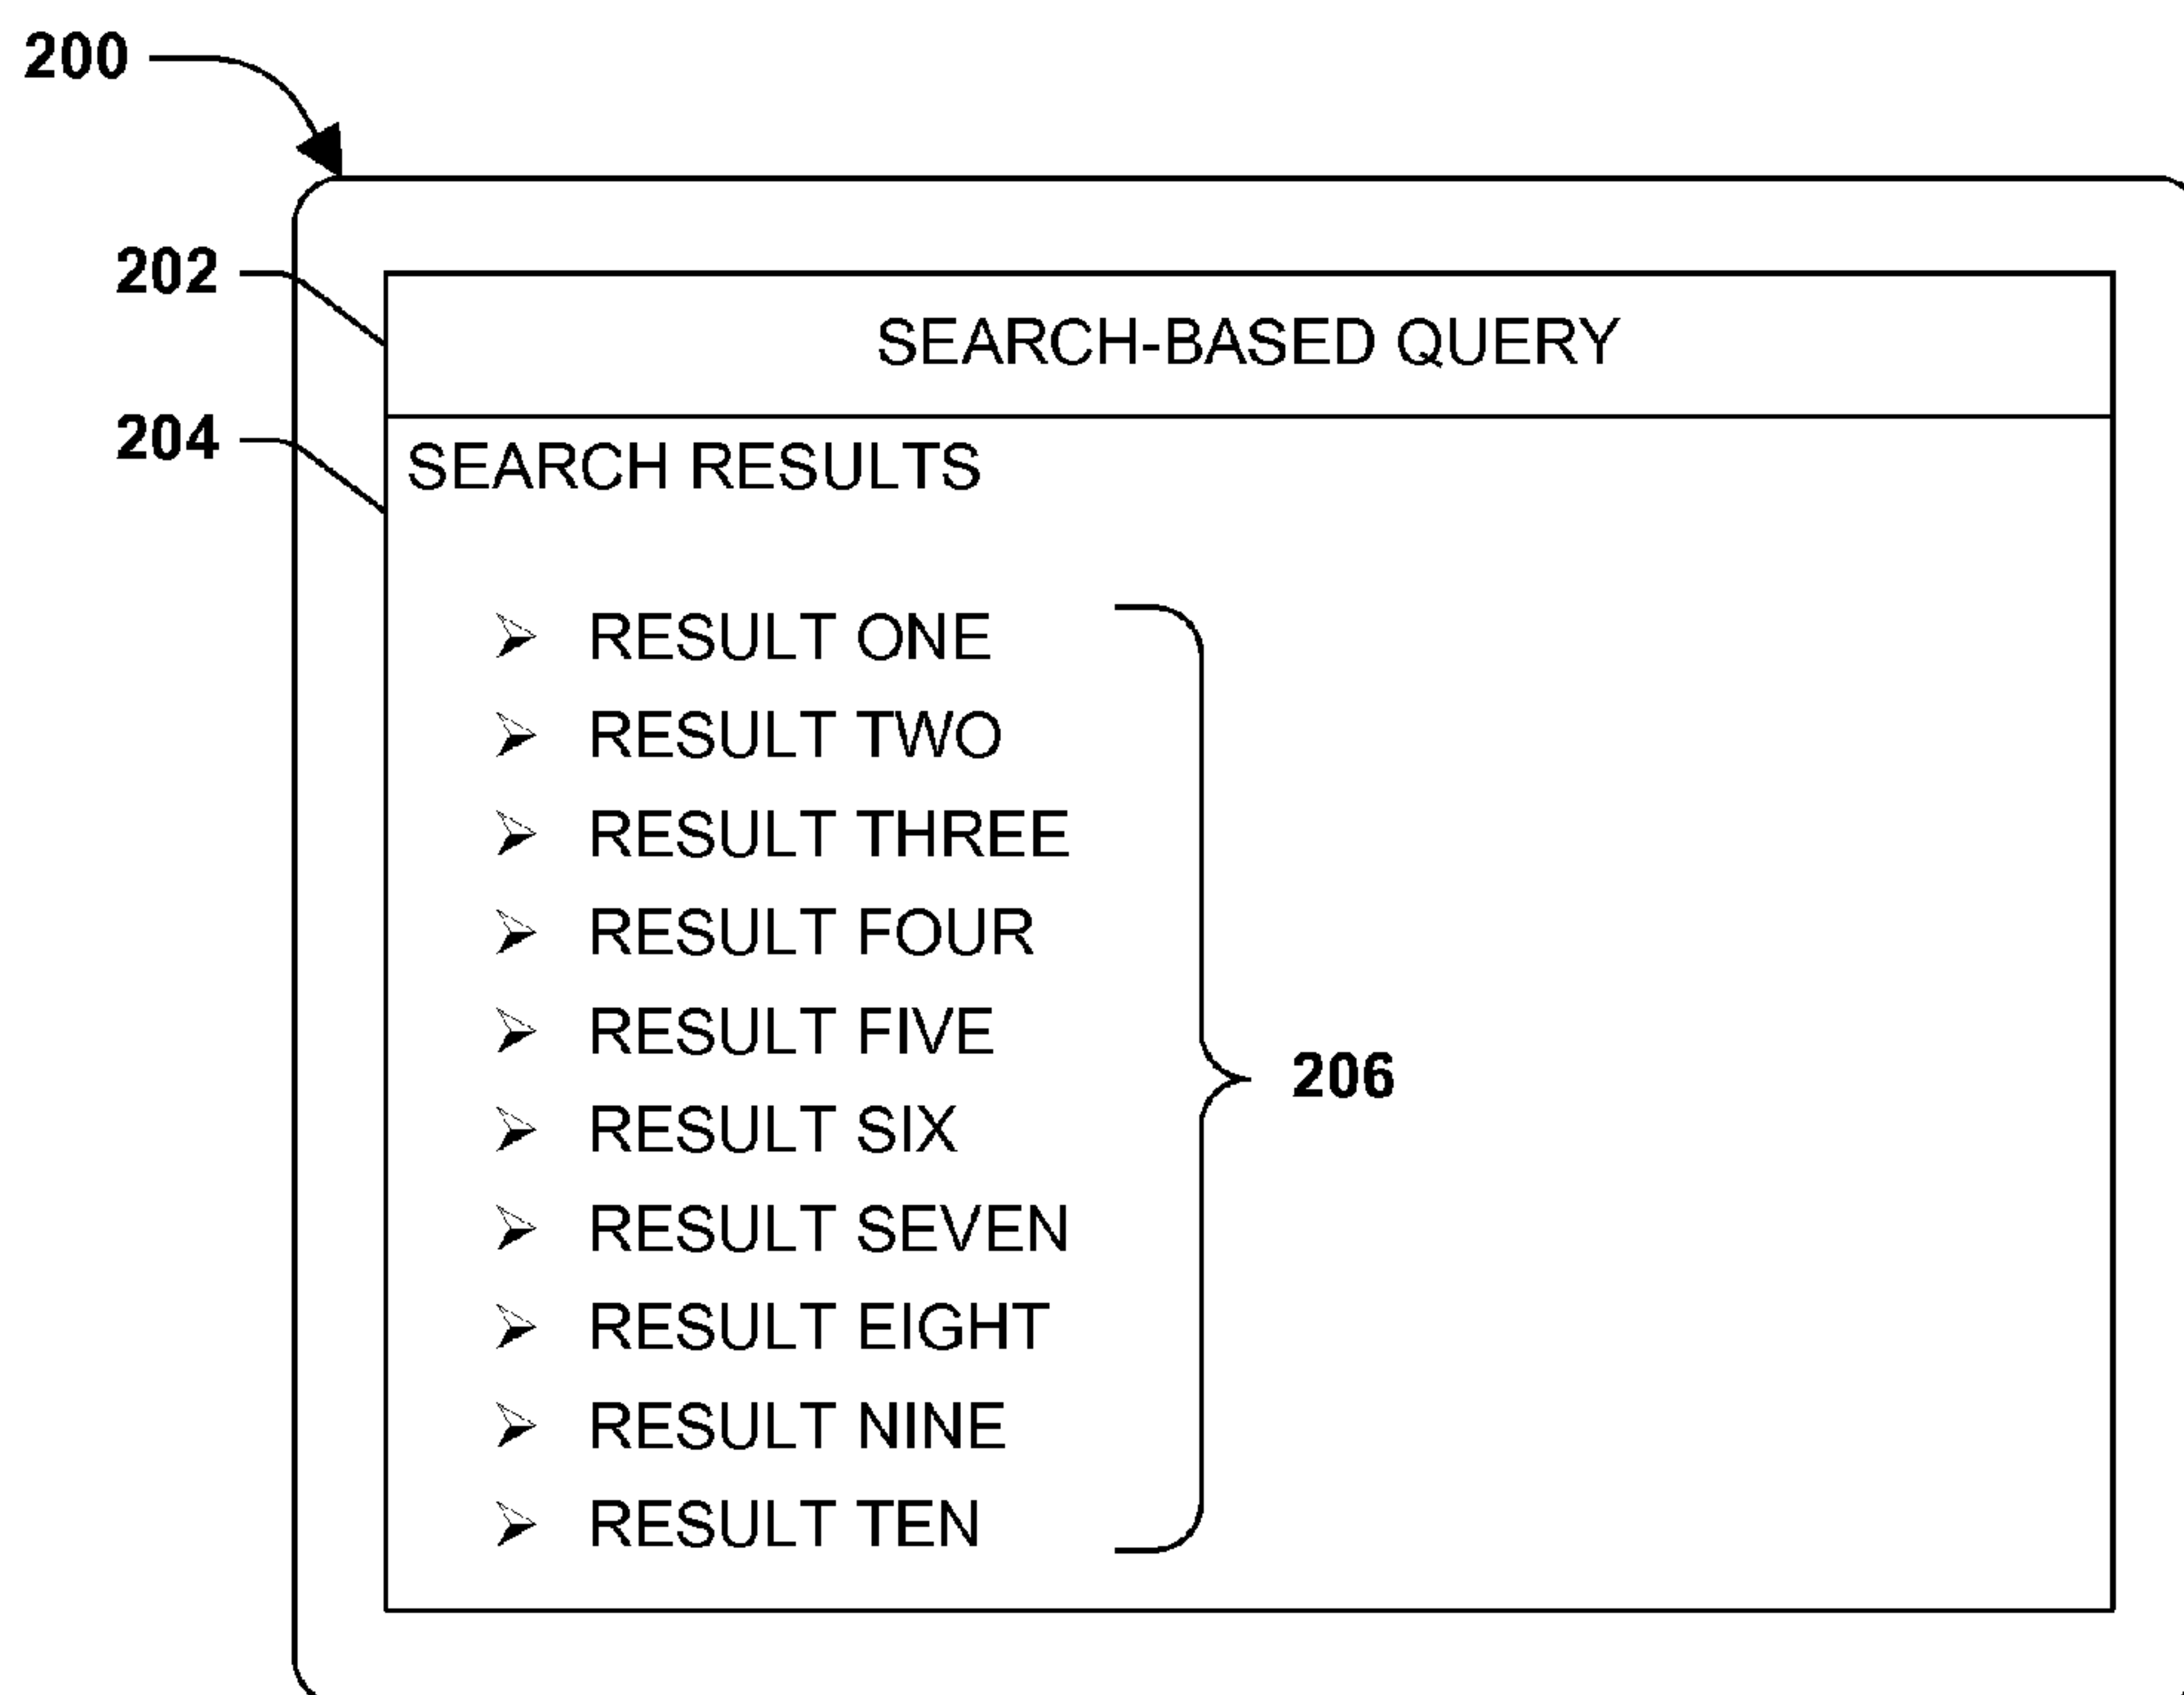 200
202
SEARCH-BASED QUERY
204
SEARCH RESULTS
RESULT ONE
RESULT TWO
RESULT THREE
RESULT FOUR
RESULT FIVE
206
RESULT SIX
RESULT SEVEN
RESULT EIGHT
RESULT NINE
RESULT TEN